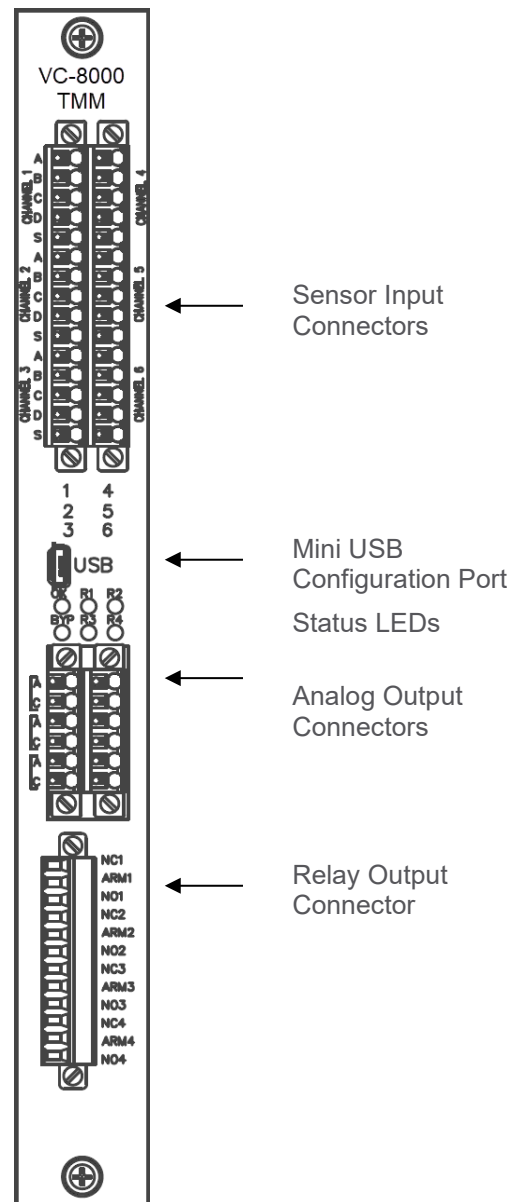 VC-8000
TMM
A
B
C
D
S
A
B
C
D
S
A
B
C
D
S
CHANNEL 1
CHANNEL 2
CHANNEL 3
CHANNEL 4
CHANNEL 5
CHANNEL 6
Sensor Input
Connectors
1 4
2 5
3 6
USB
Mini USB
Configuration Port
OK R1 R2
BYP R3 R4
Status LEDs
A
C
A
C
A
C
Analog Output
Connectors
NC1
ARM1
NO1
NC2
ARM2
NO2
NC3
ARM3
NO3
NC4
ARM4
NO4
Relay Output
Connector